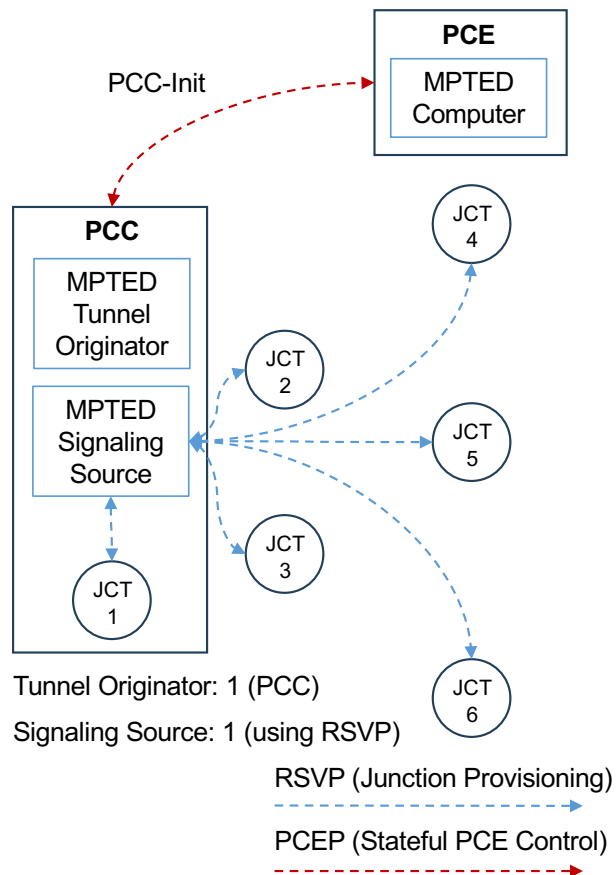 PCE
MPTED
Computer
PCC-Init
PCC
MPTED
Tunnel
Originator
MPTED
Signaling
Source
JCT
1
JCT
2
JCT
3
JCT
4
JCT
5
JCT
6
Tunnel Originator: 1 (PCC)
Signaling Source: 1 (using RSVP)
RSVP (Junction Provisioning)
PCEP (Stateful PCE Control)